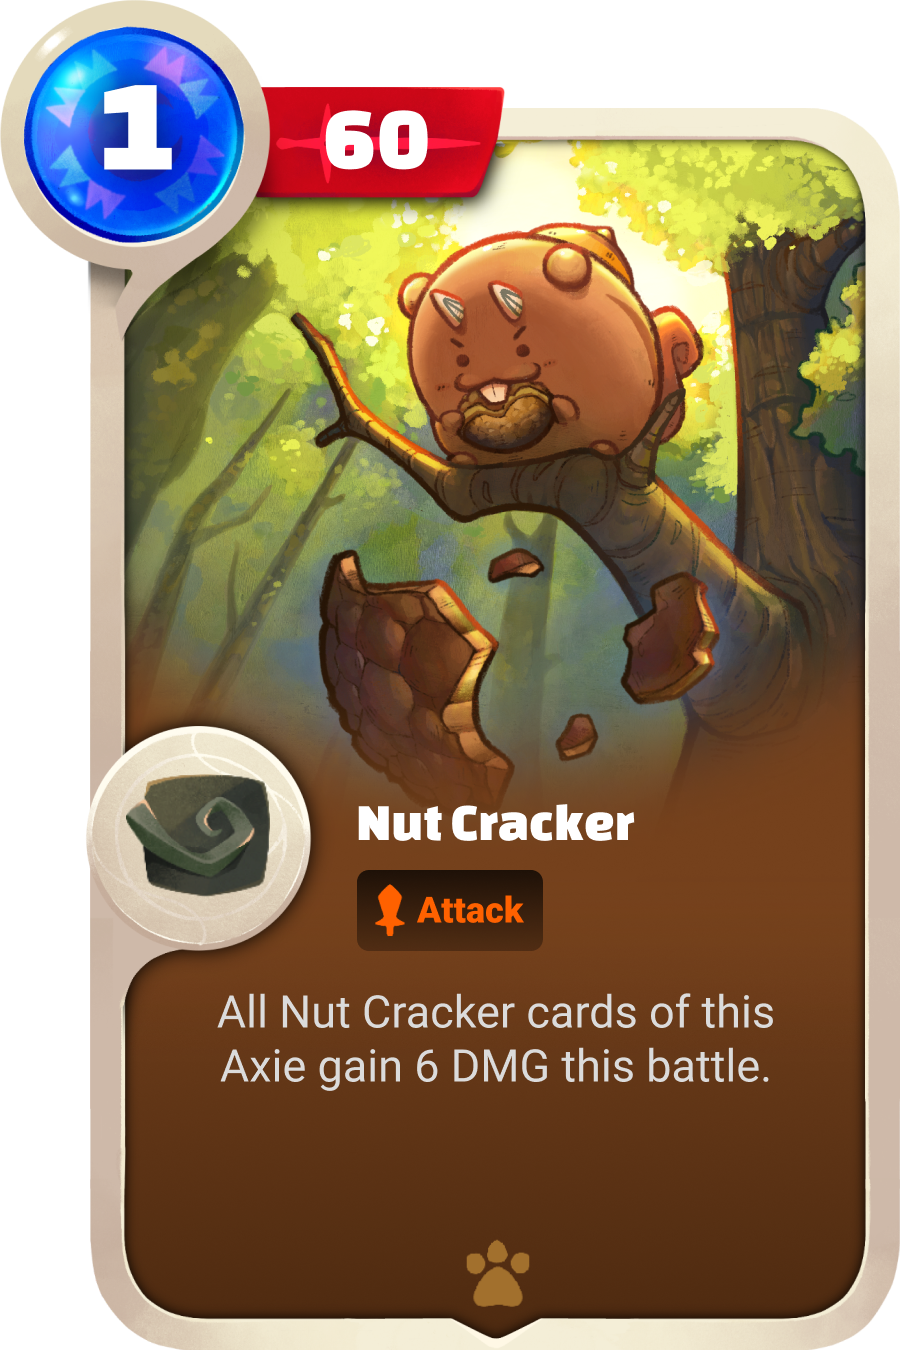 1
60
Nut Cracker
Attack
All Nut Cracker cards of this
Axie gain 6 DMG this battle.